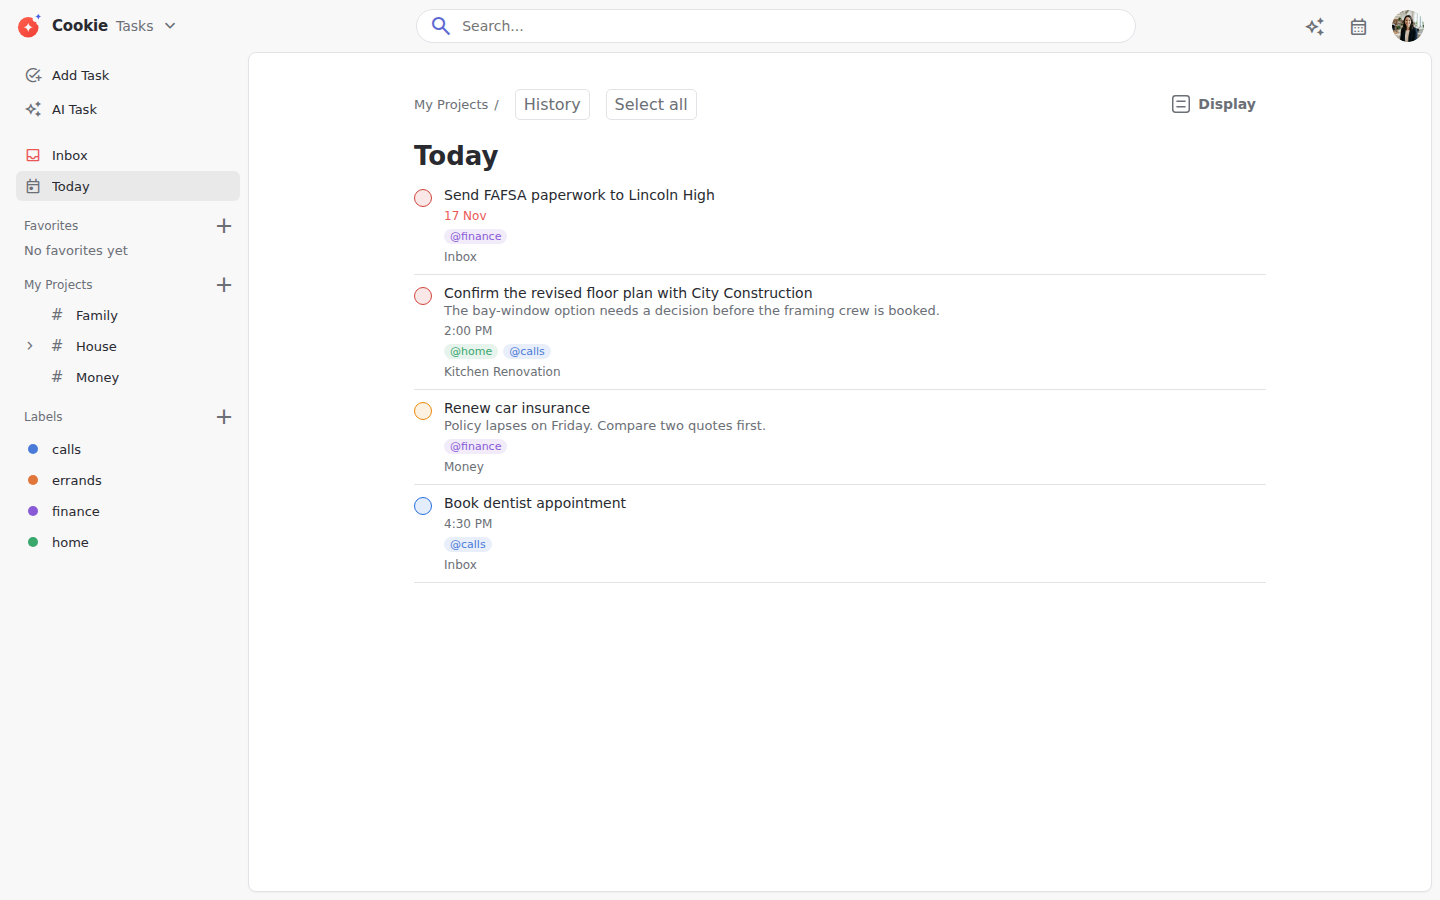 Cookie Tasks
Search...
Add Task
AI Task
Inbox
Today
Favorites
No favorites yet
My Projects
# Family
# House
# Money
Labels
calls
errands
finance
home
My Projects / History Select all
Display
Today
Send FAFSA paperwork to Lincoln High
17 Nov
@finance
Inbox
Confirm the revised floor plan with City Construction
The bay-window option needs a decision before the framing crew is booked.
2:00 PM
@home @calls
Kitchen Renovation
Renew car insurance
Policy lapses on Friday. Compare two quotes first.
@finance
Money
Book dentist appointment
4:30 PM
@calls
Inbox